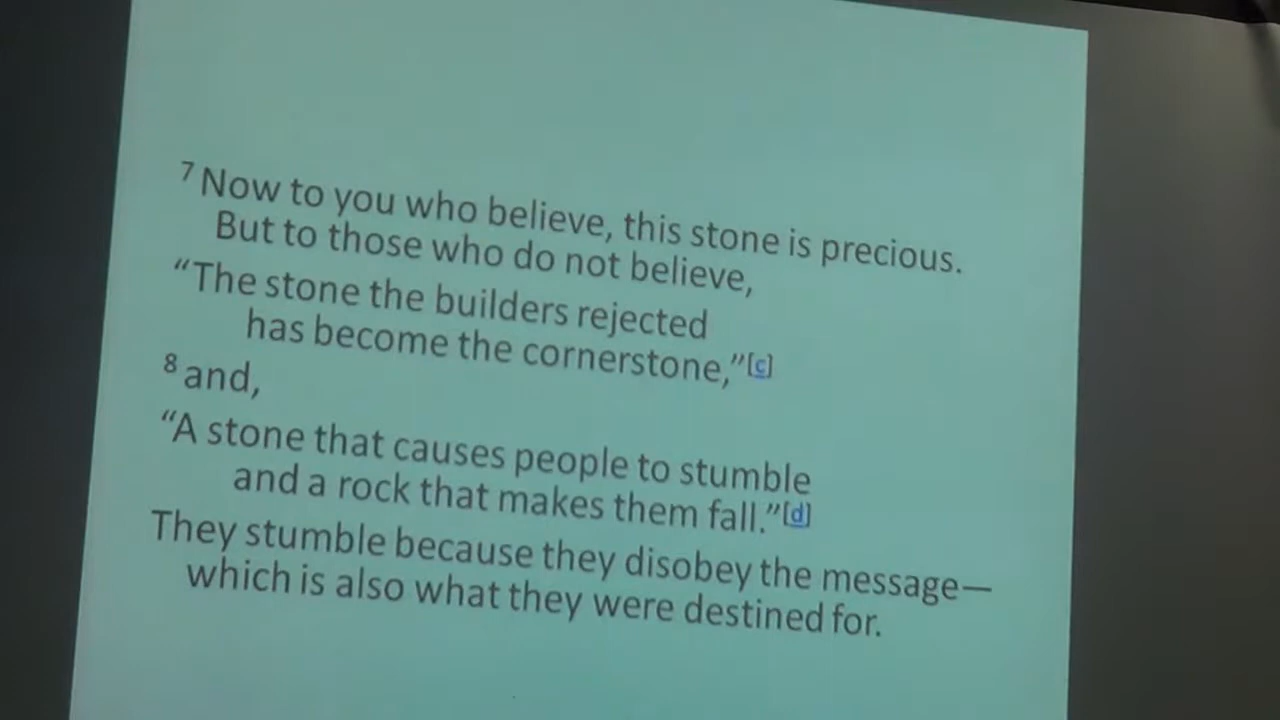 7 Now to you who believe, this stone is precious.
But to those who do not believe,
“The stone the builders rejected
has become the cornerstone,”[c]
8 and,
“A stone that causes people to stumble
and a rock that makes them fall.”[d]
They stumble because they disobey the message—
which is also what they were destined for.